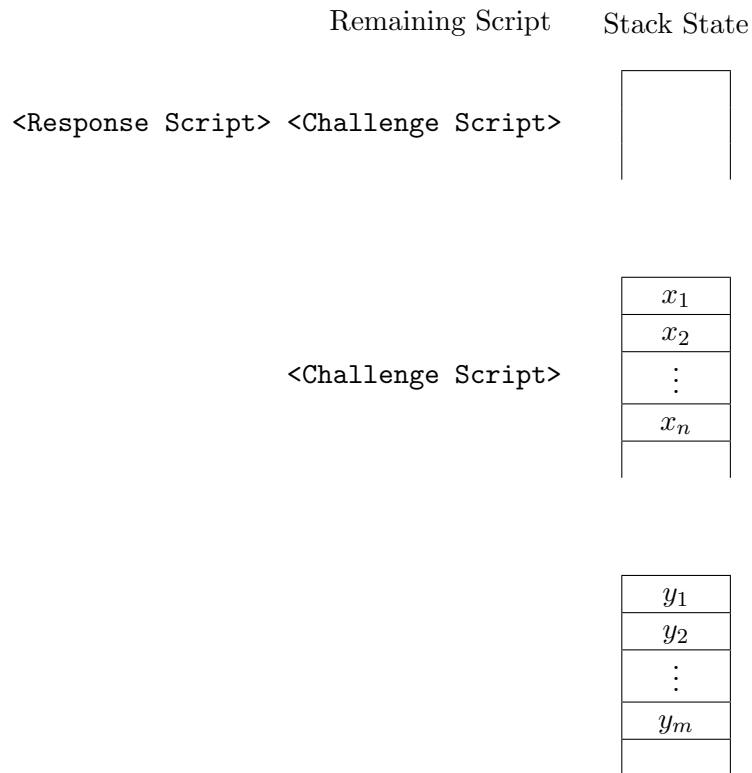 Remaining Script Stack State
<Response Script> <Challenge Script>
x₁
x₂
⋮
<Challenge Script>
xₙ
y₁
y₂
⋮
yₘ